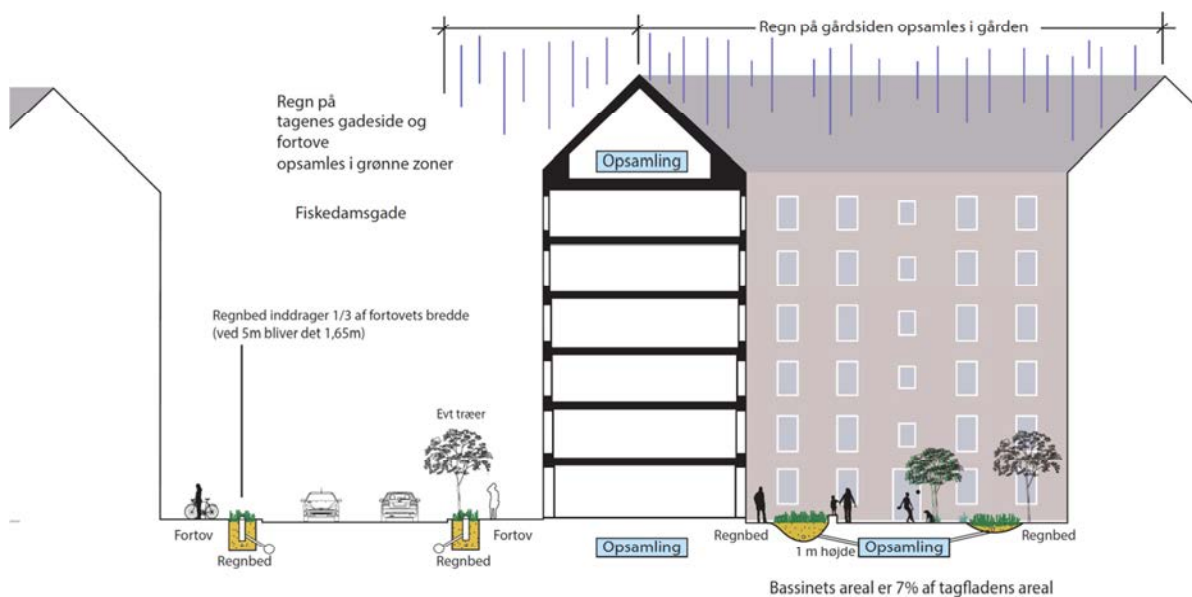 Regn på gårdsiden opsamles i gården
Regn på
tagenes gadeside og
fortove
opsamles i grønne zoner
Opsamling
Fiskedamsgade
Regnbed inddrager 1/3 af fortovets bredde
(ved 5m bliver det 1,65m)
Evt træer
Fortov
Regnbed
Regnbed
Fortov
Opsamling
Regnbed
1 m højde
Opsamling
Regnbed
Bassinets areal er 7% af tagfladens areal